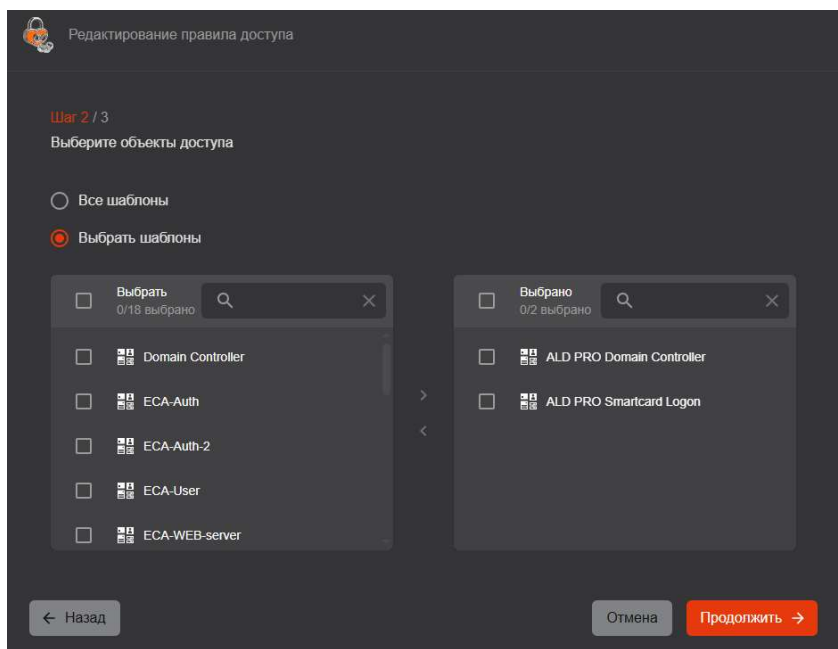 Редактирование правила доступа
Шаг 2 / 3
Выберите объекты доступа
Все шаблоны
Выбрать шаблоны
Выбрать
0/18 выбрано
Domain Controller
ECA-Auth
ECA-Auth-2
ECA-User
ECA-WEB-server
Выбрано
0/2 выбрано
ALD PRO Domain Controller
ALD PRO Smartcard Logon
Назад
Отмена
Продолжить